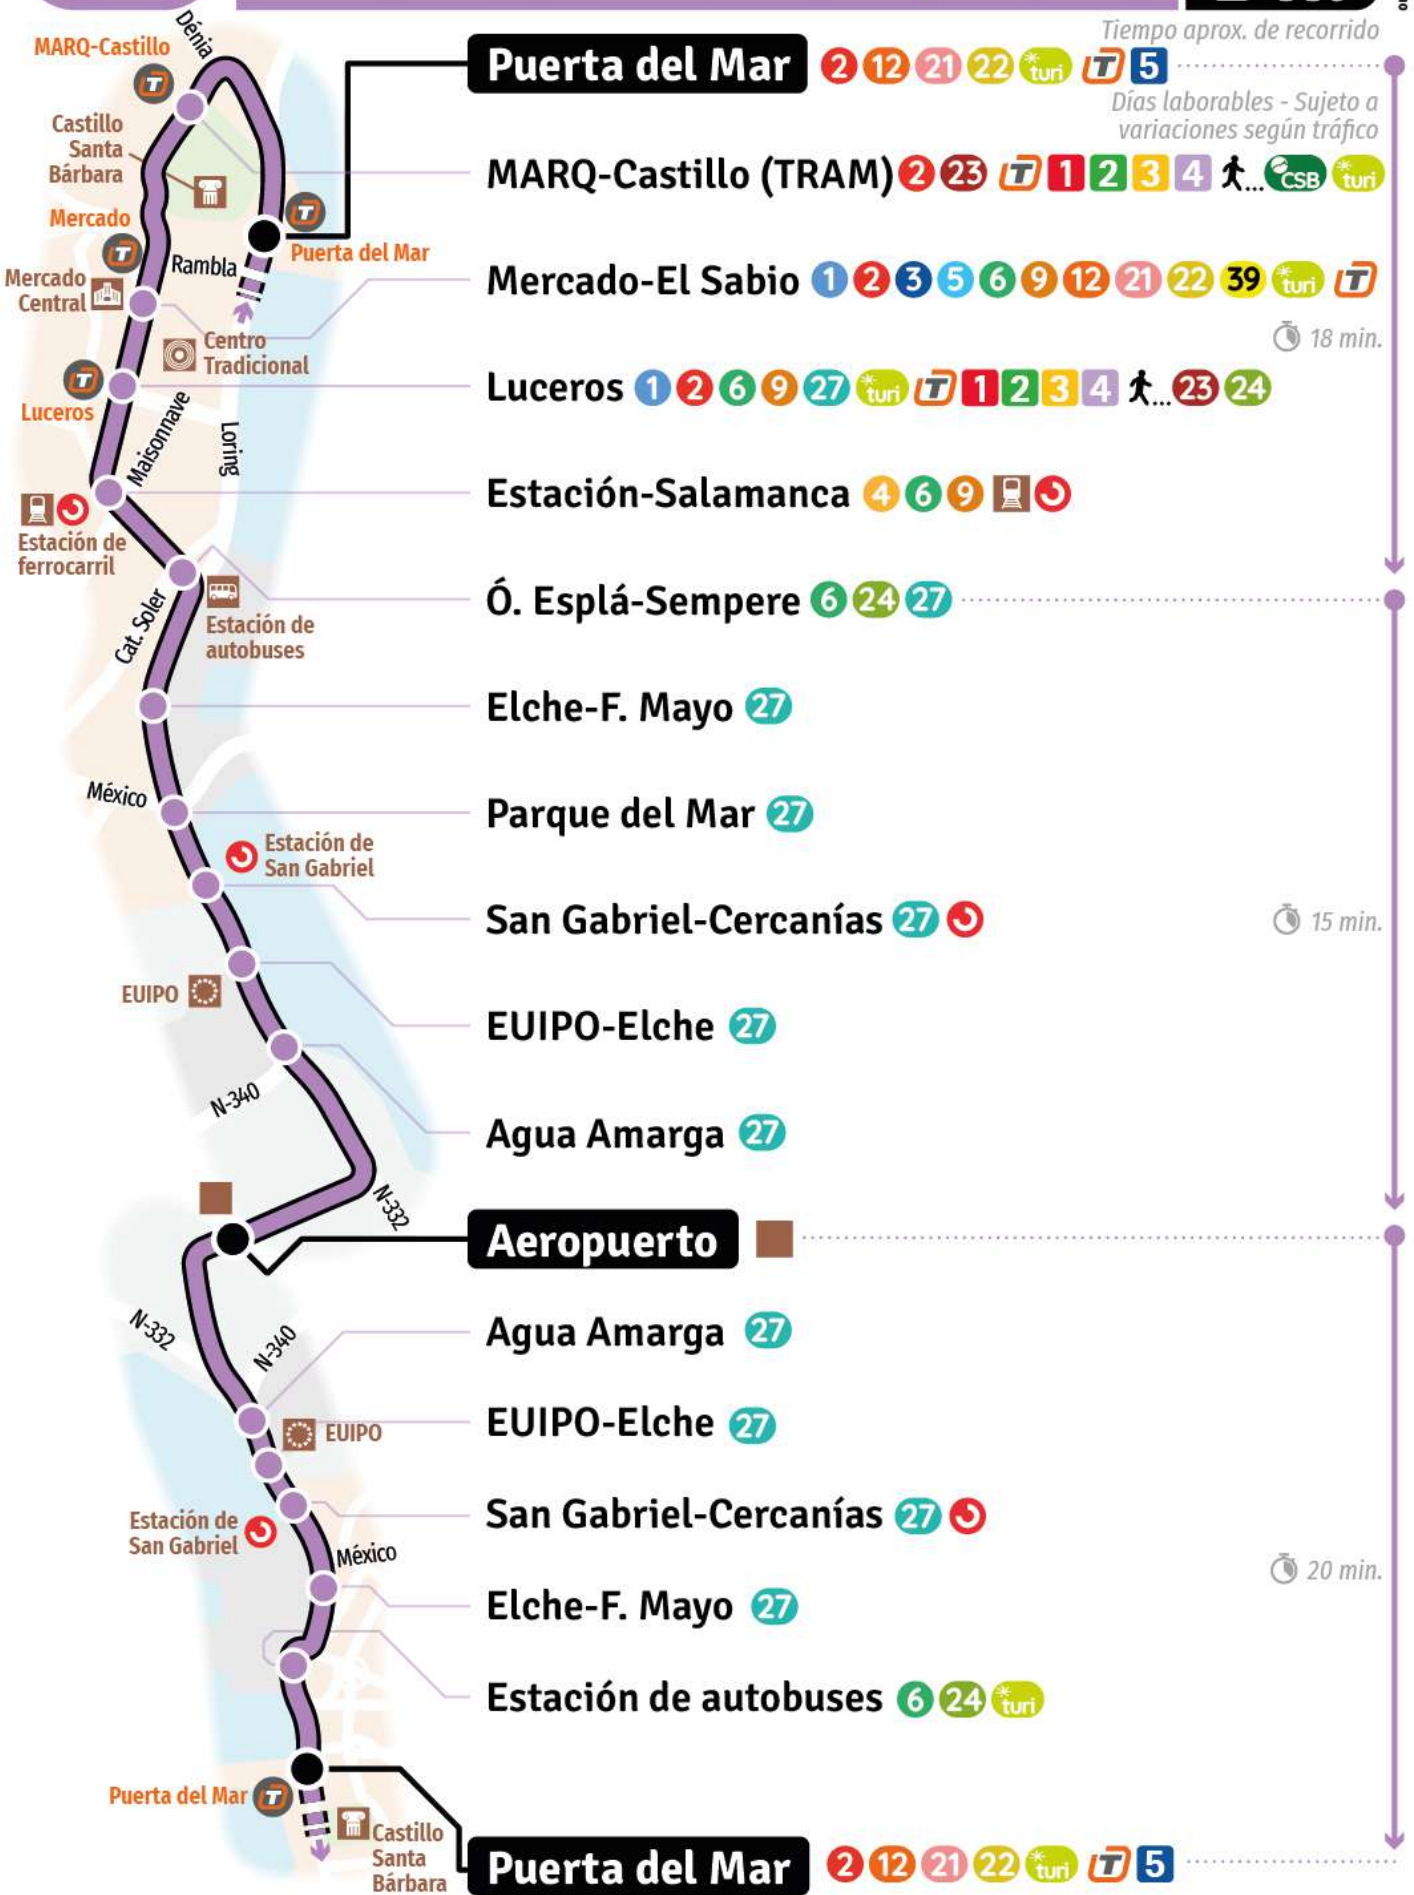 Tiempo aprox. de recorrido
Puerta del Mar 2 12 21 22 turi T 5
Días laborables - Sujeto a
variaciones según tráfico
MARQ-Castillo (TRAM) 2 23 T 1 2 3 4 ... CSB turi
Mercado-El Sabio 1 2 3 5 6 9 12 21 22 39 turi T
18 min.
Luceros 1 2 6 9 27 turi T 1 2 3 4 ... 23 24
Estación-Salamanca 4 6 9
Ó. Esplá-Sempere 6 24 27
Elche-F. Mayo 27
Parque del Mar 27
San Gabriel-Cercanías 27
15 min.
EUIPO-Elche 27
Agua Amarga 27
Aeropuerto
Agua Amarga 27
EUIPO-Elche 27
San Gabriel-Cercanías 27
20 min.
Elche-F. Mayo 27
Estación de autobuses 6 24 turi
Puerta del Mar 2 12 21 22 turi T 5
Dénia
MARQ-Castillo
T
Castillo
Santa
Bárbara
Mercado
T
T
Puerta del Mar
Rambla
Mercado
Central
Centro
Tradicional
T
Luceros
Maisonnave
Loring
Estación de
ferrocarril
Estación de
autobuses
Cat. Soler
México
Estación de
San Gabriel
EUIPO
N-340
N-332
N-332
N-340
EUIPO
Estación de
San Gabriel
México
Puerta del Mar T
Castillo
Santa
Bárbara